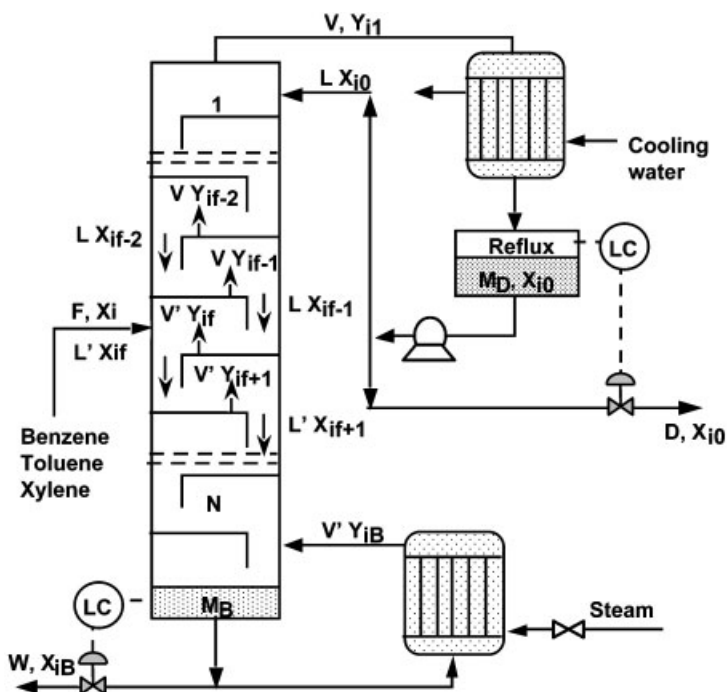 V, Yi1
L Xi0
1
Cooling
water
V Yif-2
L Xif-2
Reflux
LC
V Yif-1
MD, Xi0
F, Xi
V' Yif
L Xif-1
L' Xif
V' Yif+1
L' Xif+1
D, Xi0
Benzene
Toluene
Xylene
N
V' YiB
LC
MB
Steam
W, XiB